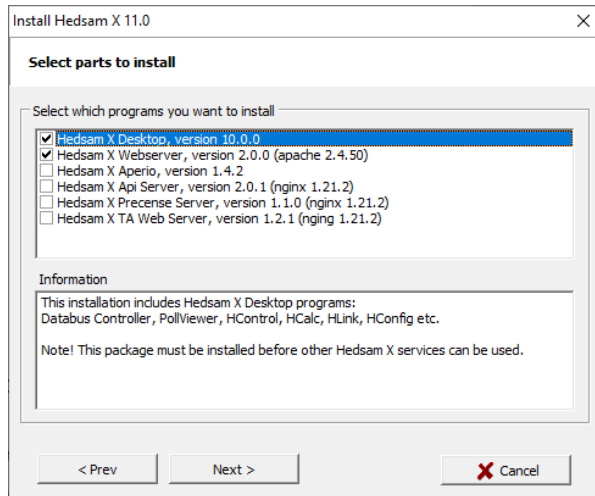 Install Hedsam X 11.0
Select parts to install
Select which programs you want to install
Hedsam X Desktop, version 10.0.0
Hedsam X Webserver, version 2.0.0 (apache 2.4.50)
Hedsam X Aperio, version 1.4.2
Hedsam X Api Server, version 2.0.1 (nginx 1.21.2)
Hedsam X Precense Server, version 1.1.0 (nginx 1.21.2)
Hedsam X TA Web Server, version 1.2.1 (nging 1.21.2)
Information
This installation includes Hedsam X Desktop programs:
Databus Controller, PollViewer, HControl, HCalc, HLink, HConfig etc.
Note! This package must be installed before other Hedsam X services can be used.
< Prev Next > Cancel